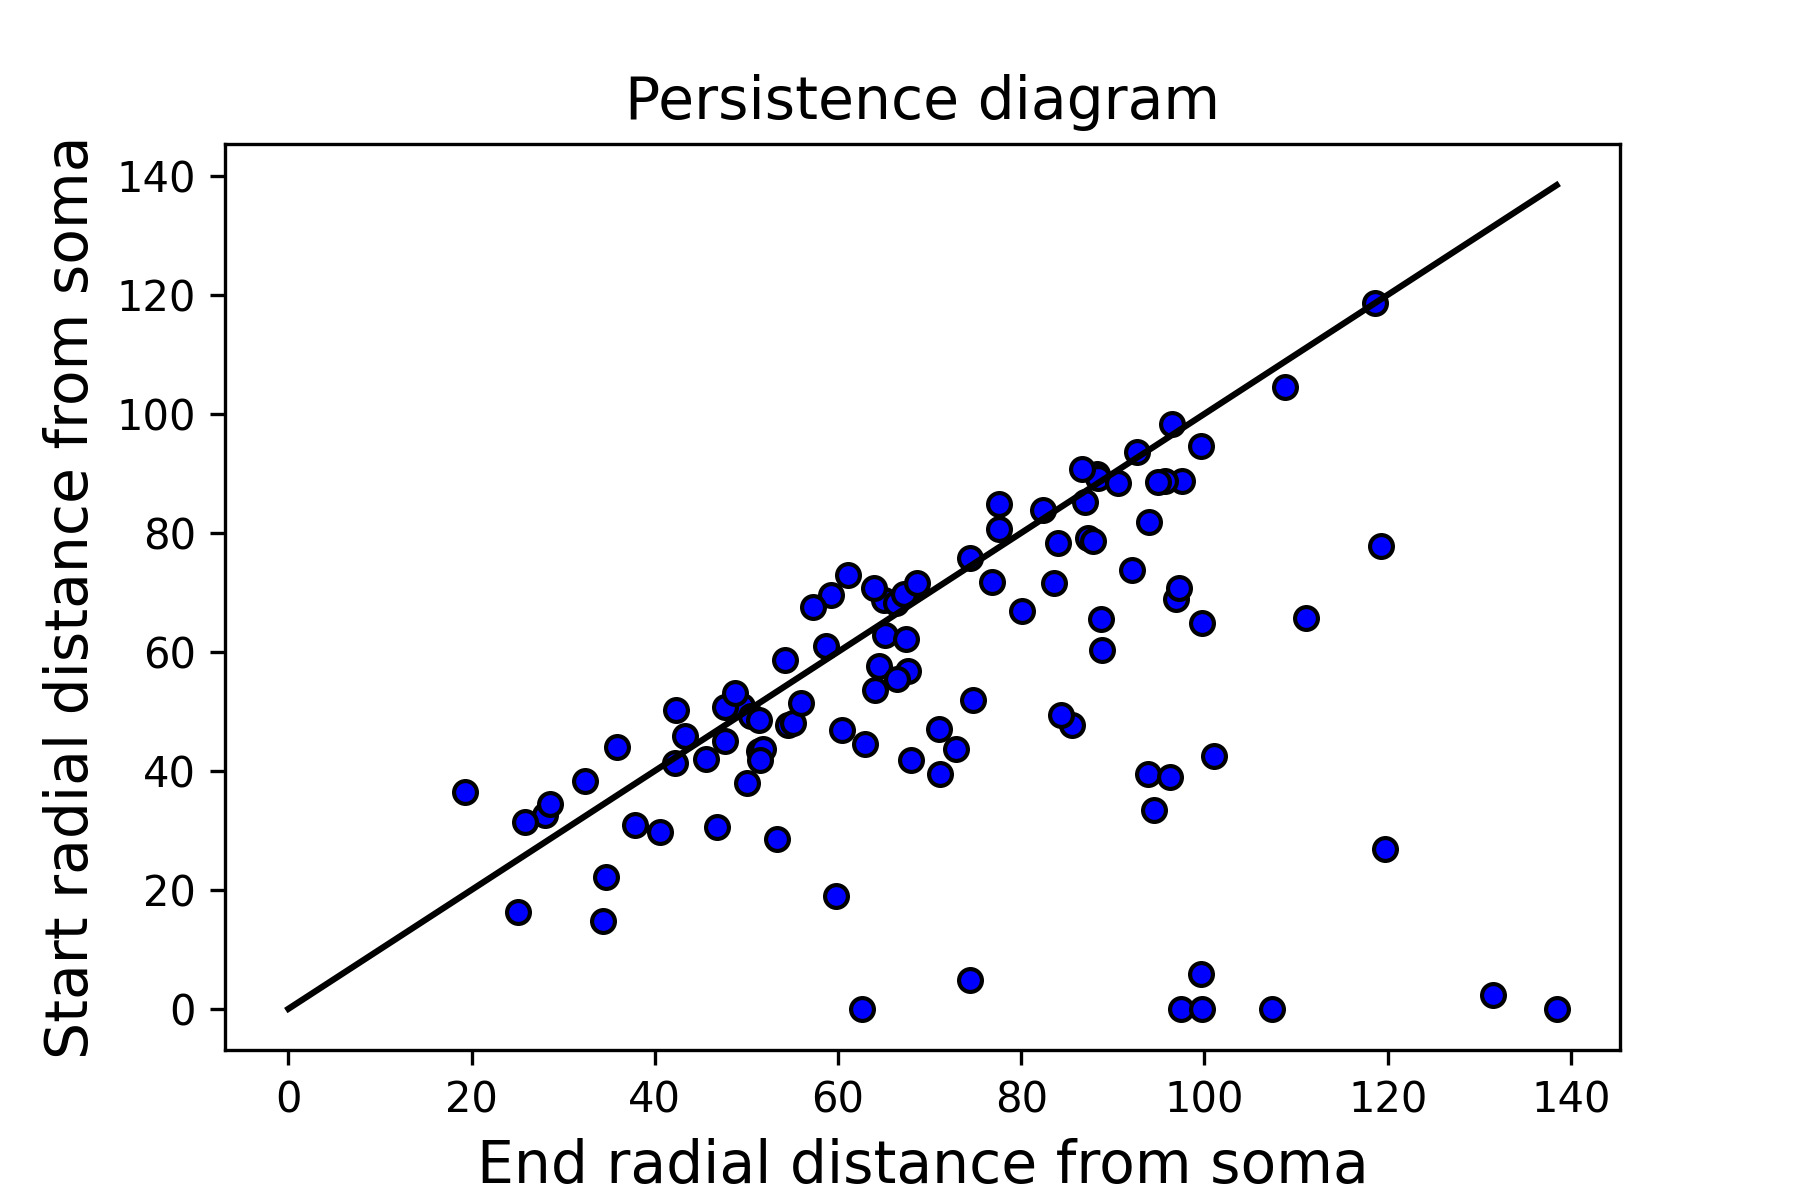 Persistence diagram
Start radial distance from soma
140
120
100
80
60
40
20
0
0 20 40 60 80 100 120 140
End radial distance from soma